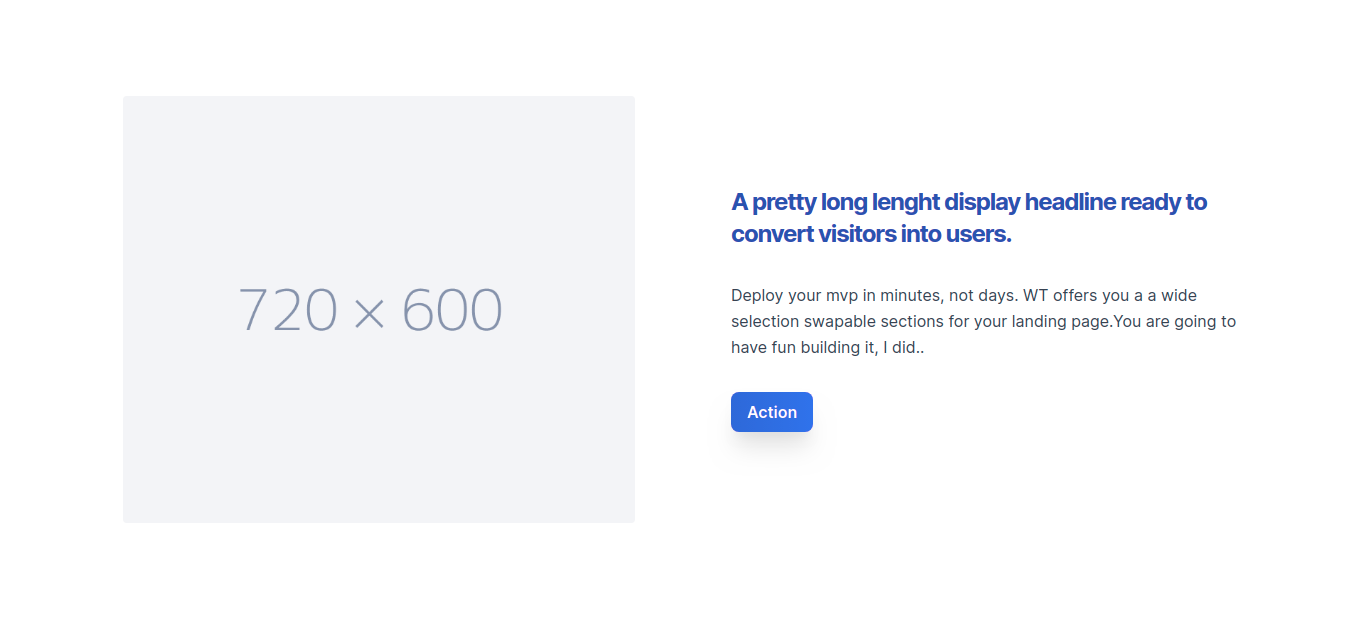 720 × 600
A pretty long lenght display headline ready to
convert visitors into users.
Deploy your mvp in minutes, not days. WT offers you a a wide
selection swapable sections for your landing page.You are going to
have fun building it, I did..
Action